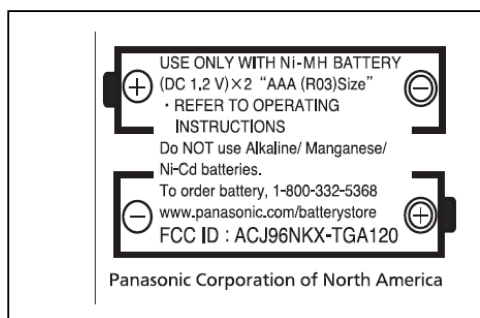 USE ONLY WITH Ni-MH BATTERY
(DC 1.2 V)×2 “AAA (R03)Size”
・REFER TO OPERATING
INSTRUCTIONS
Do NOT use Alkaline/ Manganese/
Ni-Cd batteries.
To order battery, 1-800-332-5368
www.panasonic.com/batterystore
FCC ID : ACJ96NKX-TGA120
Panasonic Corporation of North America